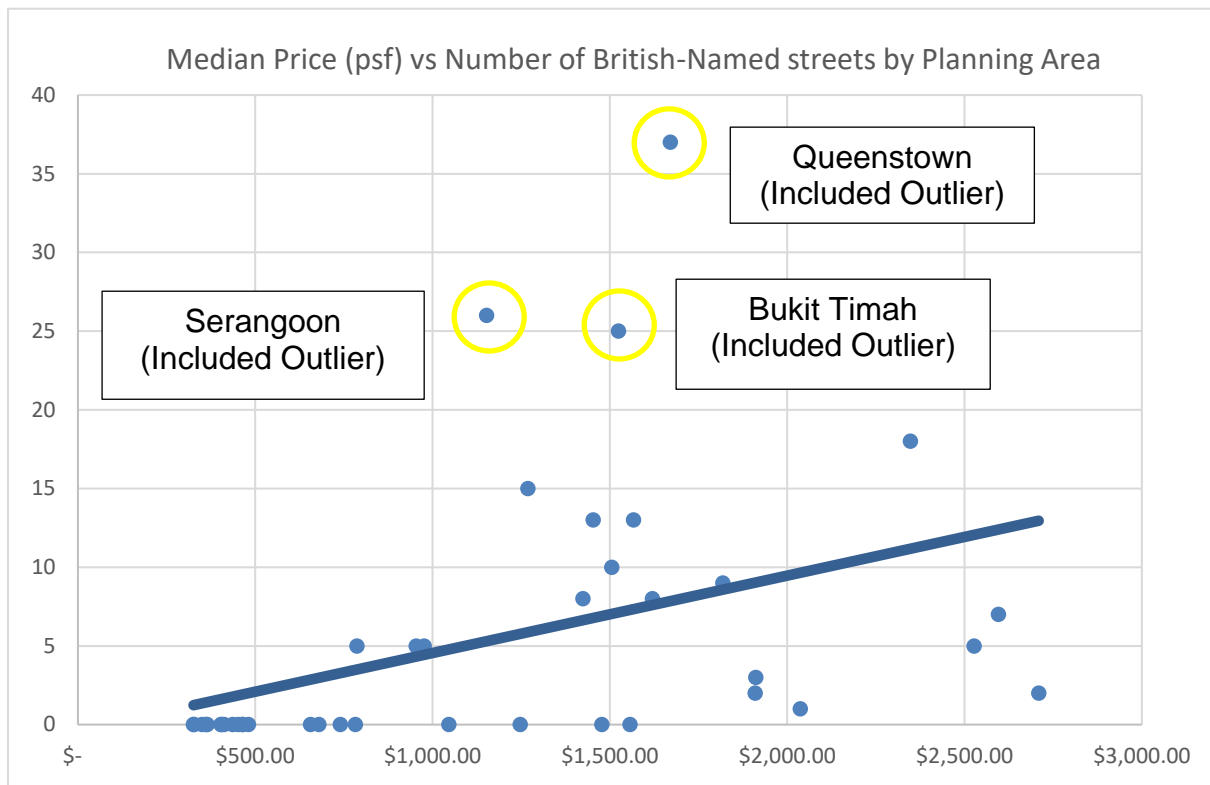 Median Price (psf) vs Number of British-Named streets by Planning Area
40
35
30
25
20
15
10
5
0
Queenstown
(Included Outlier)
Serangoon
(Included Outlier)
Bukit Timah
(Included Outlier)
$-
$500.00
$1,000.00
$1,500.00
$2,000.00
$2,500.00
$3,000.00